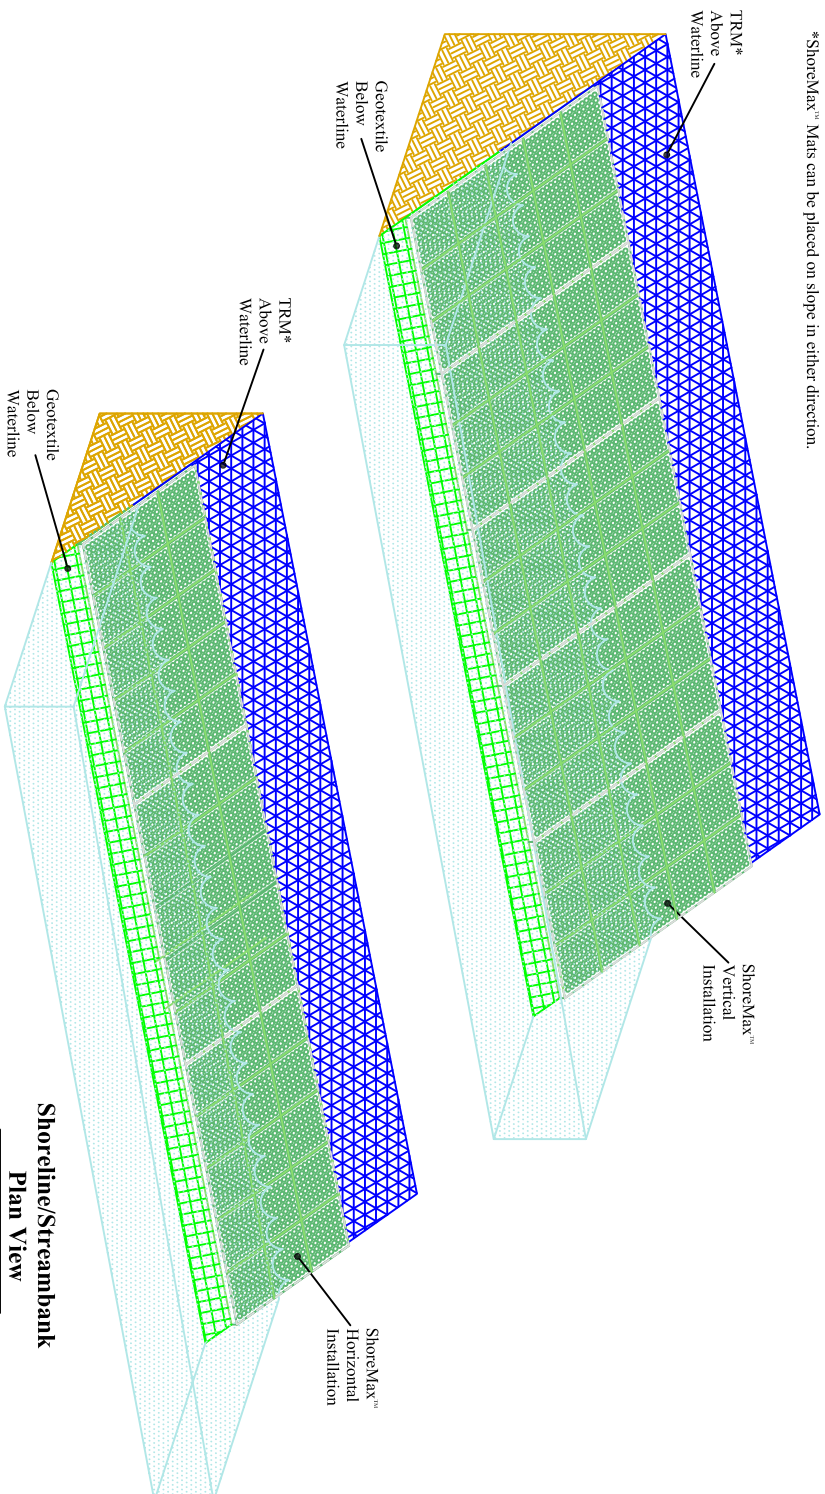 *ShoreMax™ Mats can be placed on slope in either direction.
TRM*
Above
Waterline
Geotextile
Below
Waterline
ShoreMax™
Vertical
Installation
TRM*
Above
Waterline
Geotextile
Below
Waterline
ShoreMax™
Horizontal
Installation
Shoreline/Streambank
Plan View